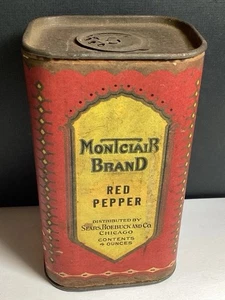 MONTCLAIR
BRAND
RED
PEPPER
DISTRIBUTED BY
SEARS, ROEBUCK AND CO.
CHICAGO
CONTENTS
4 OUNCES